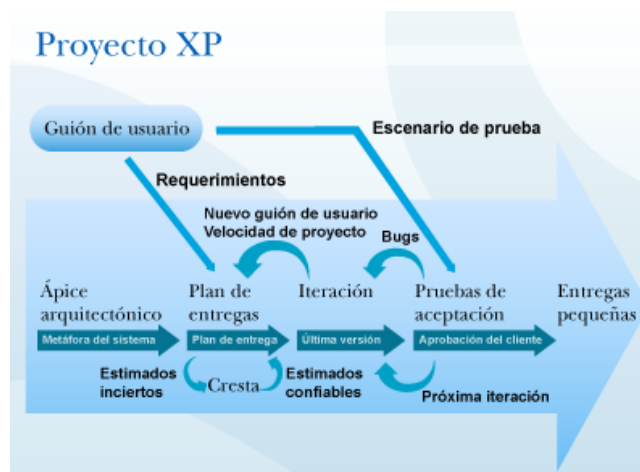 Proyecto XP
Guión de usuario
Escenario de prueba
Requerimientos
Nuevo guión de usuario
Velocidad de proyecto
Bugs
Ápice
arquitectónico
Plan de
entregas
Iteración
Pruebas de
aceptación
Entregas
pequeñas
Metáfora del sistema
Plan de entrega
Última versión
Aprobación del cliente
Estimados
inciertos
Cresta
Estimados
confiables
Próxima iteración